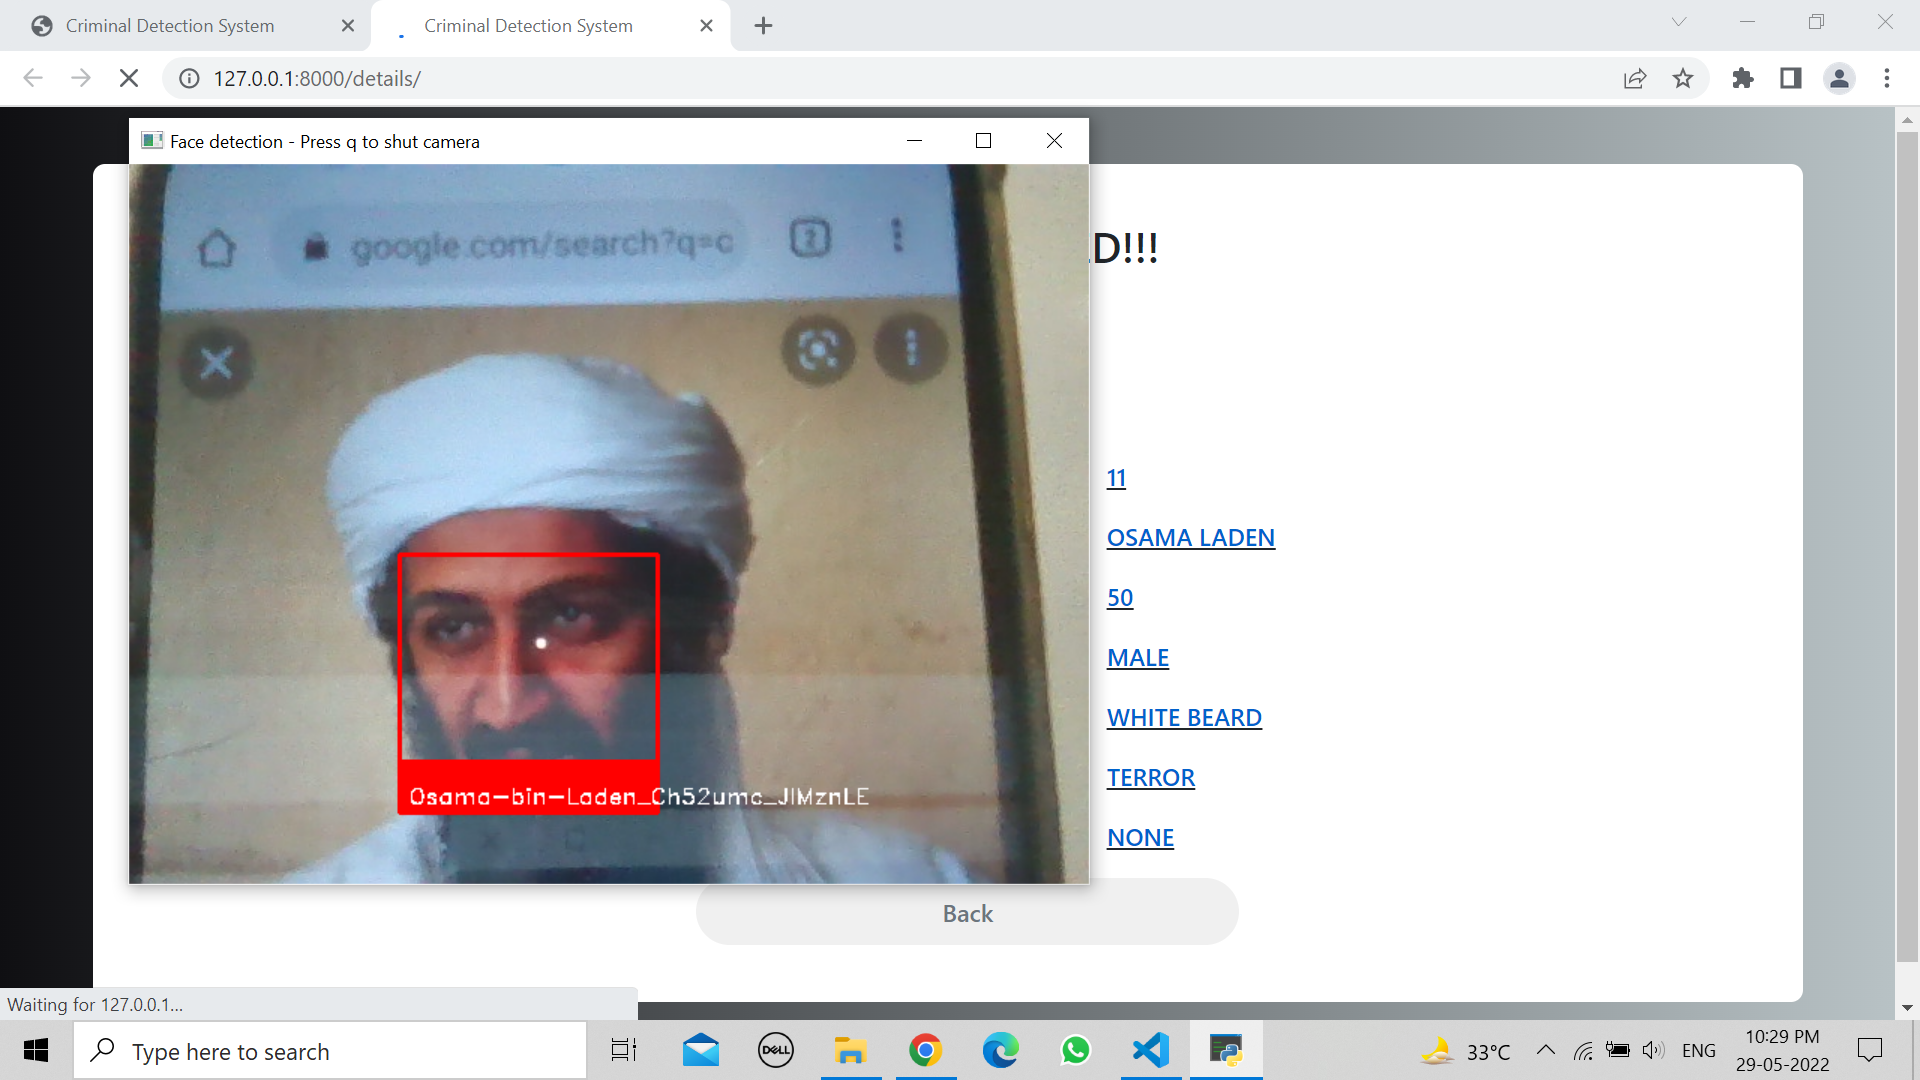 Criminal Detection System
Criminal Detection System
127.0.0.1:8000/details/
Face detection - Press q to shut camera
google.com/search?q=c
2
D!!!
11
OSAMA LADEN
50
MALE
WHITE BEARD
TERROR
NONE
Osama-bin-Laden_Ch52umc_JIMznLE
Back
Waiting for 127.0.0.1...
Type here to search
DELL
33°C
ENG
10:29 PM
29-05-2022